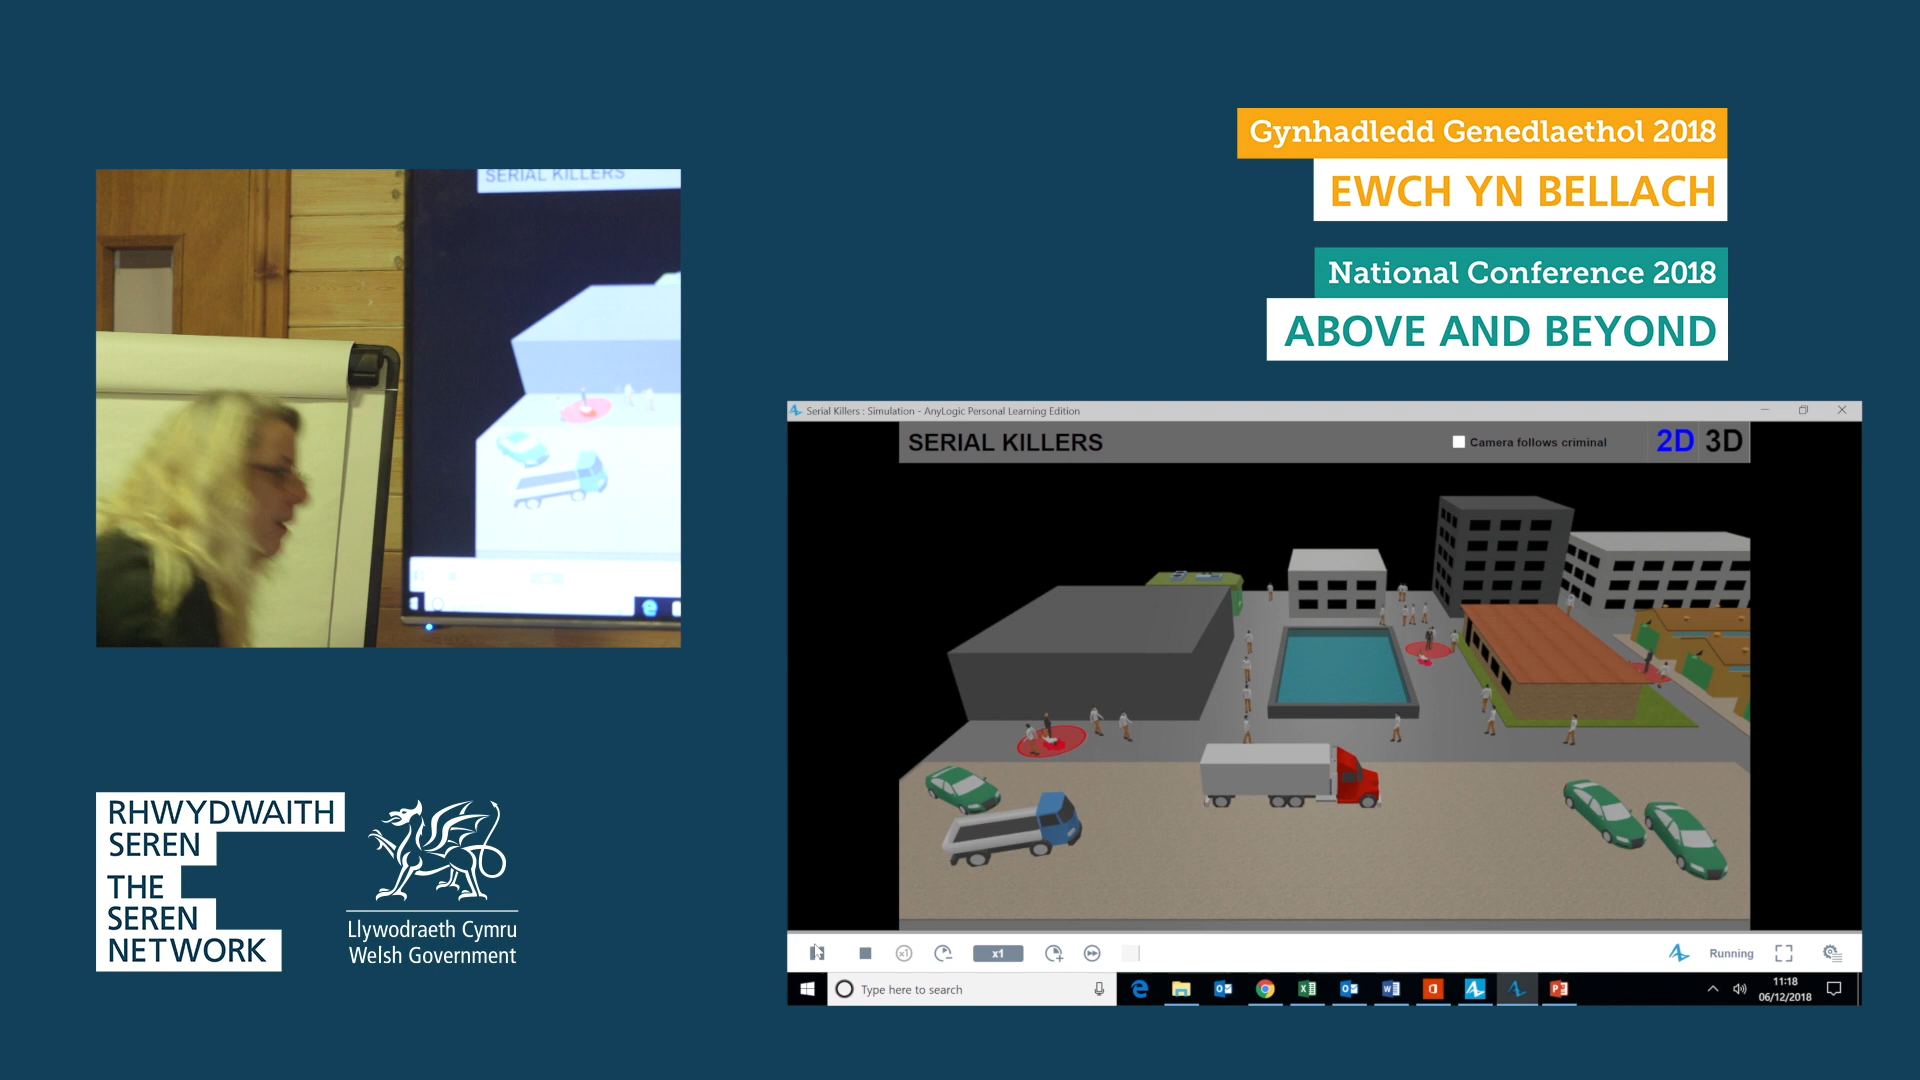 Gynhadledd Genedlaethol 2018
EWCH YN BELLACH
National Conference 2018
ABOVE AND BEYOND
SERIAL KILLERS
Serial Killers : Simulation - AnyLogic Personal Learning Edition
SERIAL KILLERS
Camera follows criminal
2D 3D
x1
x1
Running
Type here to search
11:18
06/12/2018
RHWYDWAITH
SEREN
THE
SEREN
NETWORK
Llywodraeth Cymru
Welsh Government